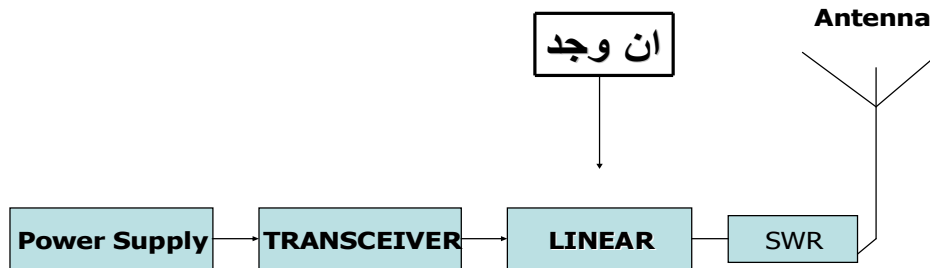 Antenna
ان وجد
Power Supply
TRANSCEIVER
LINEAR
SWR